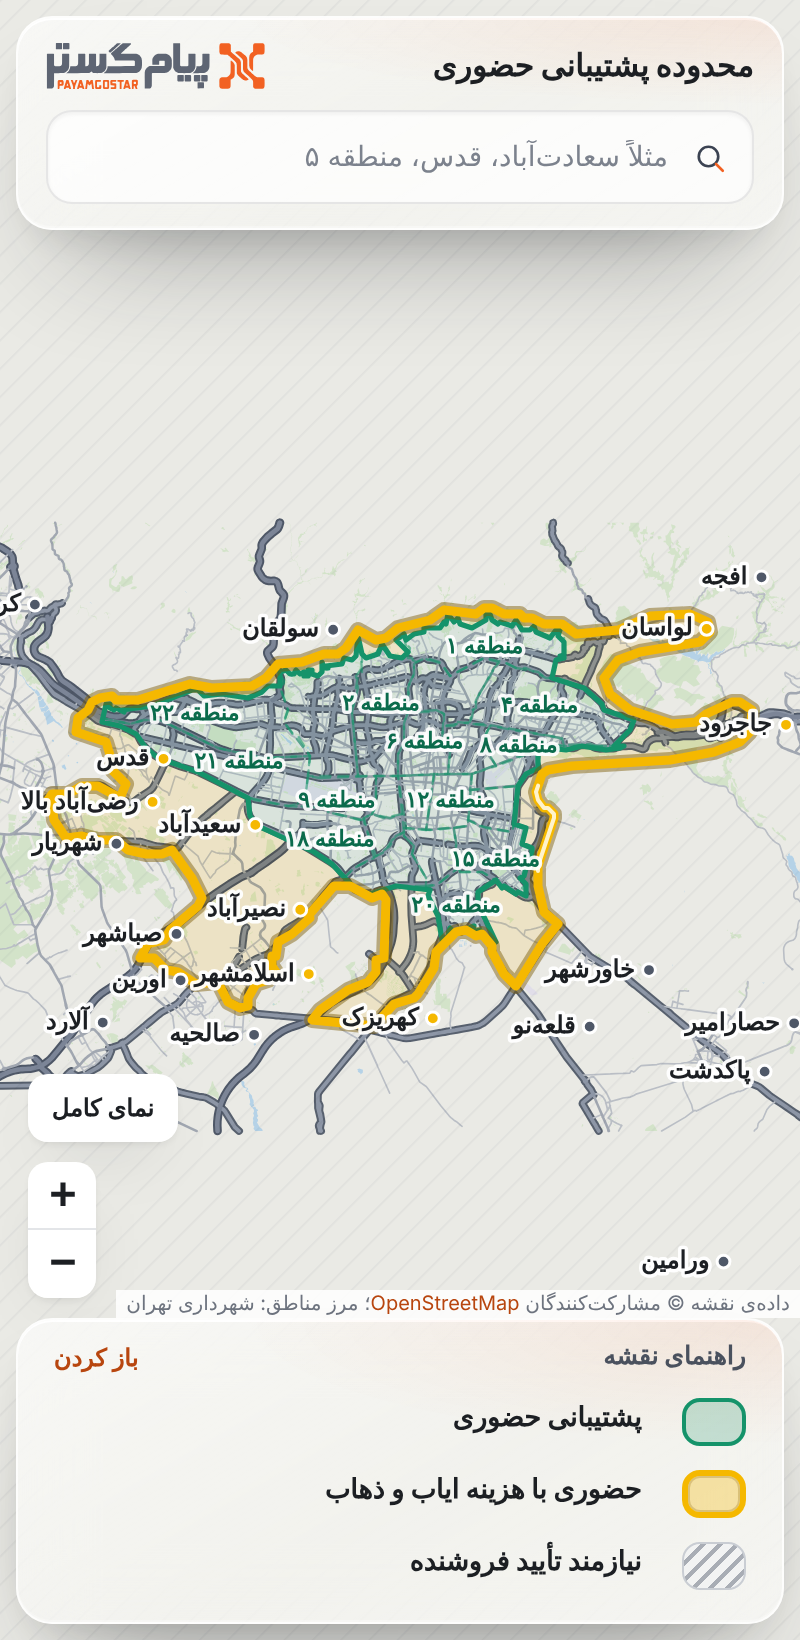 محدوده پشتیبانی حضوری
پیام‌گستر
PAYAMGOSTAR
مثلاً سعادت‌آباد، قدس، منطقه ۵
افجه
لواسان
سولقان
منطقه ۱
منطقه ۴
منطقه ۲
منطقه ۲۲
جاجرود
منطقه ۸
منطقه ۶
منطقه ۲۱
قدس
منطقه ۱۲
منطقه ۹
رضی‌آباد بالا
سعیدآباد
منطقه ۱۸
شهریار
منطقه ۱۵
منطقه ۲۰
نصیرآباد
صباشهر
خاورشهر
اسلامشهر
اورین
کهریزک
حصارامیر
قلعه‌نو
آلارد
صالحیه
پاکدشت
نمای کامل
+
−
ورامین
داده‌ی نقشه © مشارکت‌کنندگان OpenStreetMap؛ مرز مناطق: شهرداری تهران
راهنمای نقشه
باز کردن
پشتیبانی حضوری
حضوری با هزینه ایاب و ذهاب
نیازمند تأیید فروشنده